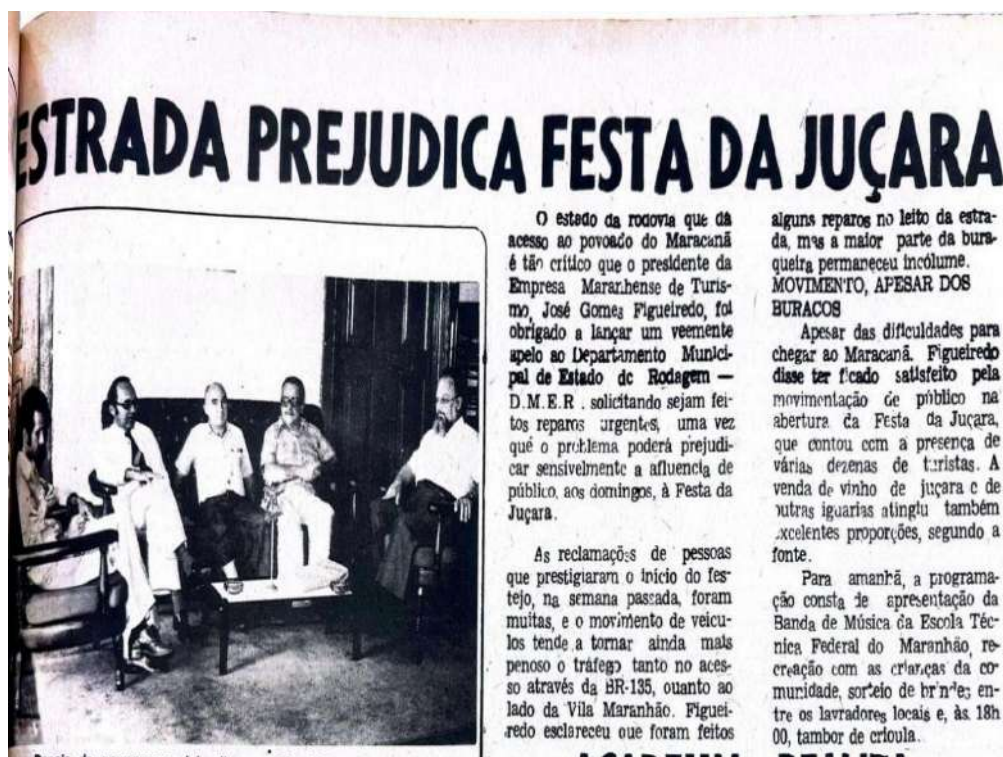 ESTRADA PREJUDICA FESTA DA JUÇARA
O estado da rodovia que dá
acesso ao povoado do Maracanã
é tão crítico que o presidente da
Empresa Maranhense de Turis-
mo, José Gomes Figueiredo, foi
obrigado a lançar um veemente
apelo ao Departamento Munici-
pal de Estado de Rodagem —
D.M.E.R. solicitando sejam fei-
tos reparos urgentes, uma vez
que o problema poderá prejudi-
car sensivelmente a afluencia de
público, aos domingos, à Festa da
Juçara.
As reclamações de pessoas
que prestigiaram o início do fes-
tejo, na semana passada, foram
muitas, e o movimento de veicu-
los tende a tornar ainda mais
penoso o tráfego tanto no aces-
so através da BR-135, quanto ao
lado da Vila Maranhão. Figuei-
redo esclareceu que foram feitos
alguns reparos no leito da estra-
da, mas a maior parte da bura-
queira permaneceu incólume.
MOVIMENTO, APESAR DOS
BURACOS
Apesar das dificuldades para
chegar ao Maracanã. Figueiredo
disse ter ficado satisfeito pela
movimentação de público na
abertura da Festa da Juçara,
que contou com a presença de
várias dezenas de turistas. A
venda de vinho de juçara e de
outras iguarias atingiu também
excelentes proporções, segundo a
fonte.
Para amanhã, a programa-
ção consta de apresentação da
Banda de Música da Escola Téc-
nica Federal do Maranhão, re-
creação com as crianças da co-
munidade, sorteio de brindes en-
tre os lavradores locais e, às 18h
00, tambor de crioula.